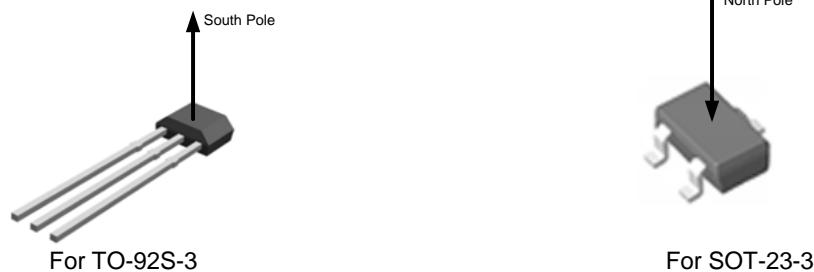 South Pole
North Pole
For TO-92S-3
For SOT-23-3